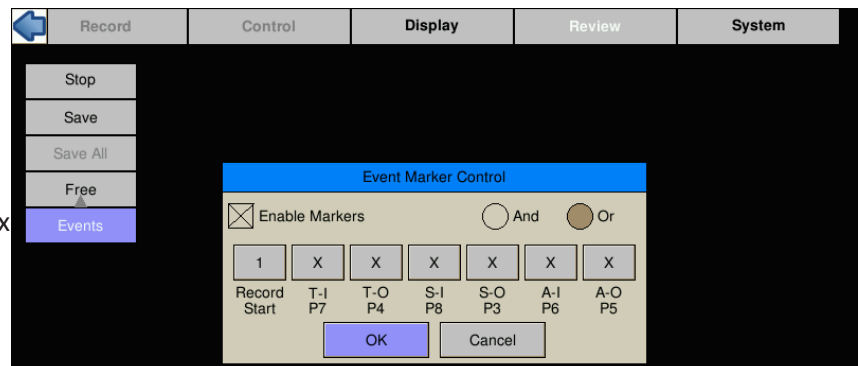 Record Control Display Review System
Stop
Save
Save All
Free
x Events
Event Marker Control
Enable Markers And Or
1 X X X X X X
Record T-I T-O S-I S-O A-I A-O
Start P7 P4 P8 P3 P6 P5
OK Cancel